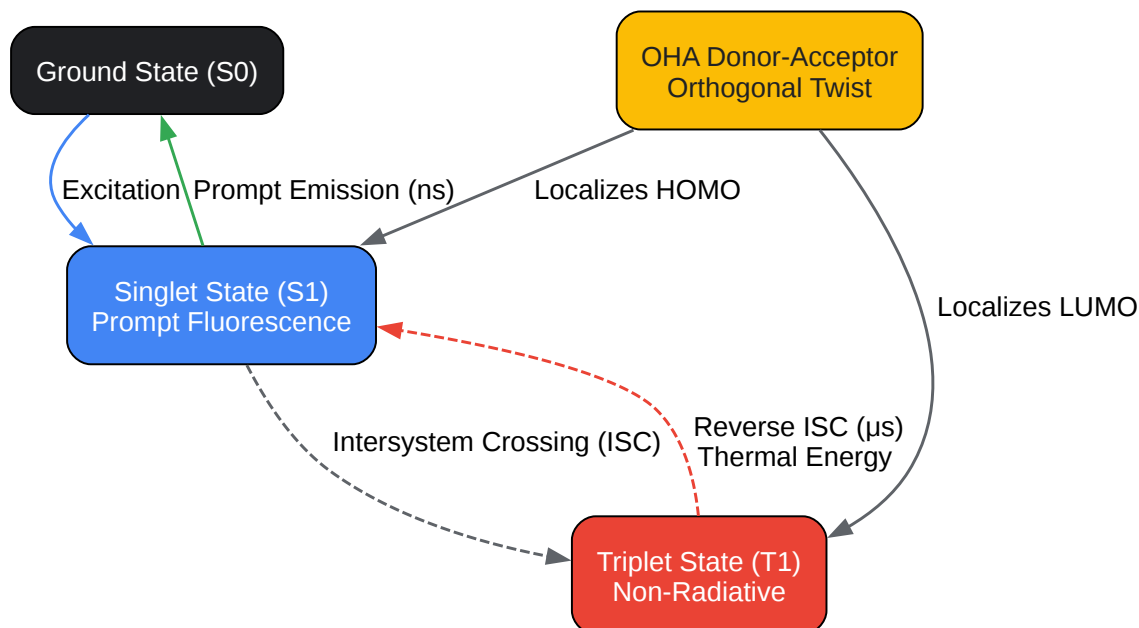 Ground State (S0)
OHA Donor-Acceptor
Orthogonal Twist
Excitation
Prompt Emission (ns)
Localizes HOMO
Singlet State (S1)
Prompt Fluorescence
Localizes LUMO
Intersystem Crossing (ISC)
Reverse ISC (μs)
Thermal Energy
Triplet State (T1)
Non-Radiative